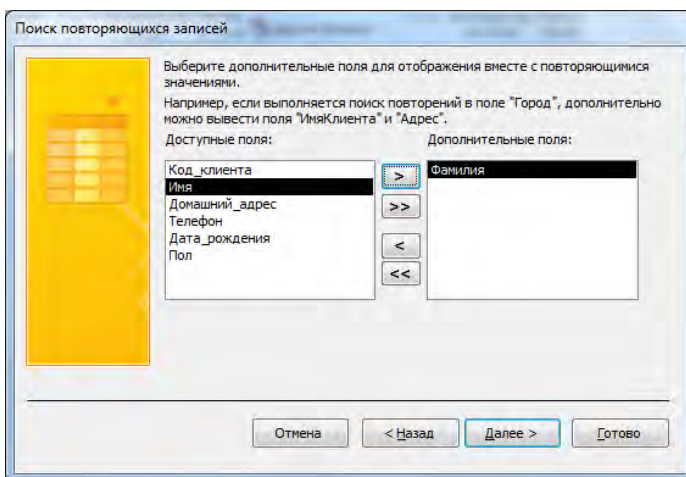 Поиск повторяющихся записей
Выберите дополнительные поля для отображения вместе с повторяющимися
значениями.
Например, если выполняется поиск повторений в поле "Город", дополнительно
можно вывести поля "ИмяКлиента" и "Адрес".
Доступные поля:
Дополнительные поля:
Код_клиента
Имя
Домашний_адрес
Телефон
Дата_рождения
Пол
>
>>
<
<<
Фамилия
Отмена
< Назад
Далее >
Готово